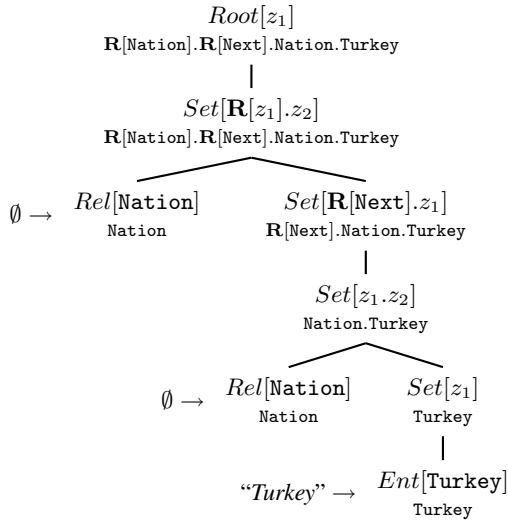 Root[z₁]
R[Nation].R[Next].Nation.Turkey
Set[R[z₁].z₂]
R[Nation].R[Next].Nation.Turkey
∅ → Rel[Nation] Set[R[Next].z₁]
Nation R[Next].Nation.Turkey
Set[z₁.z₂]
Nation.Turkey
∅ → Rel[Nation] Set[z₁]
Nation Turkey
“Turkey” → Ent[Turkey]
Turkey